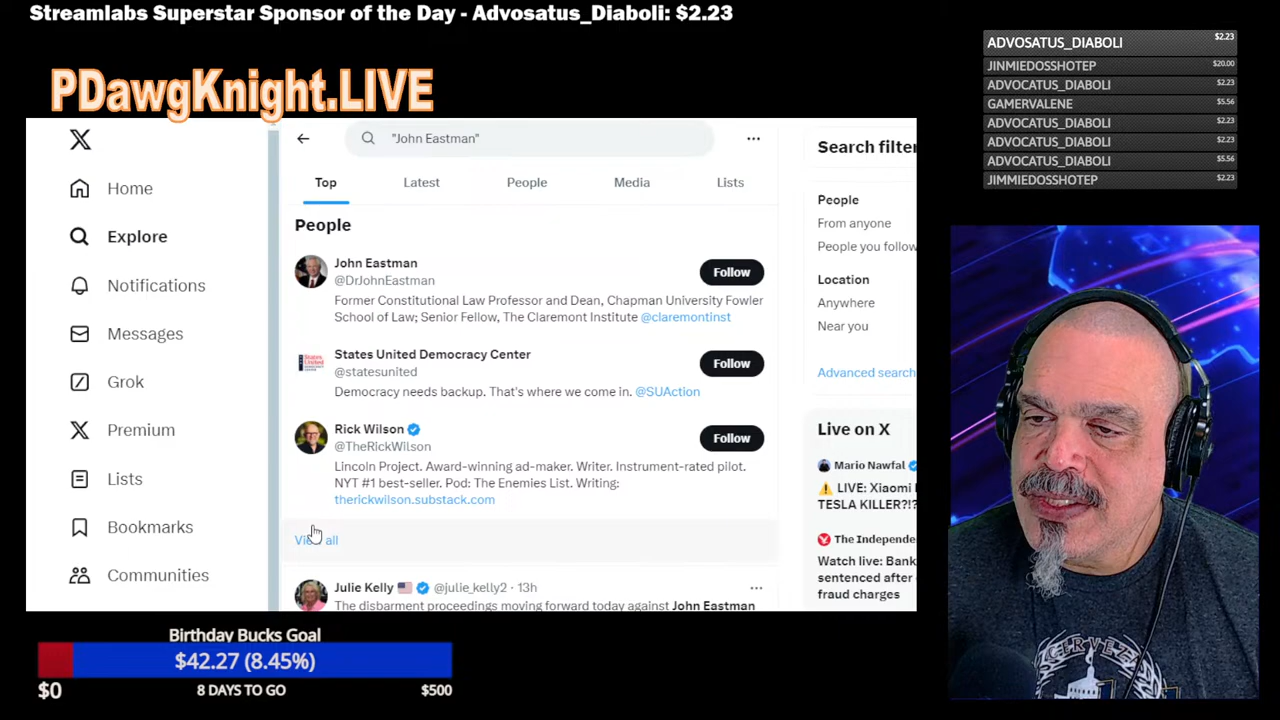 Streamlabs Superstar Sponsor of the Day - Advosatus_Diaboli: $2.23
PDawgKnight.LIVE
ADVOSATUS_DIABOLI $2.23
JINMIEDOSSHOTEP $20.00
ADVOCATUS_DIABOLI $2.23
GAMERVALENE $5.56
ADVOCATUS_DIABOLI $2.23
ADVOCATUS_DIABOLI $2.23
ADVOCATUS_DIABOLI $5.56
JIMMIEDOSSHOTEP $2.23
Home
Explore
Notifications
Messages
Grok
Premium
Lists
Bookmarks
Communities
"John Eastman"
Top Latest People Media Lists
People
John Eastman
@DrJohnEastman
Follow
Former Constitutional Law Professor and Dean, Chapman University Fowler
School of Law; Senior Fellow, The Claremont Institute @claremontinst
States United Democracy Center
@statesunited
Follow
Democracy needs backup. That's where we come in. @SUAction
Rick Wilson
@TheRickWilson
Follow
Lincoln Project. Award-winning ad-maker. Writer. Instrument-rated pilot.
NYT #1 best-seller. Pod: The Enemies List. Writing:
therickwilson.substack.com
View all
Julie Kelly @julie_kelly2 · 13h
The disbarment proceedings moving forward today against John Eastman
Search filter
People
From anyone
People you follow
Location
Anywhere
Near you
Advanced search
Live on X
Mario Nawfal
LIVE: Xiaomi
TESLA KILLER?!?
The Independe
Watch live: Bank
sentenced after
fraud charges
Birthday Bucks Goal
$42.27 (8.45%)
$0 8 DAYS TO GO $500
CERVEZ